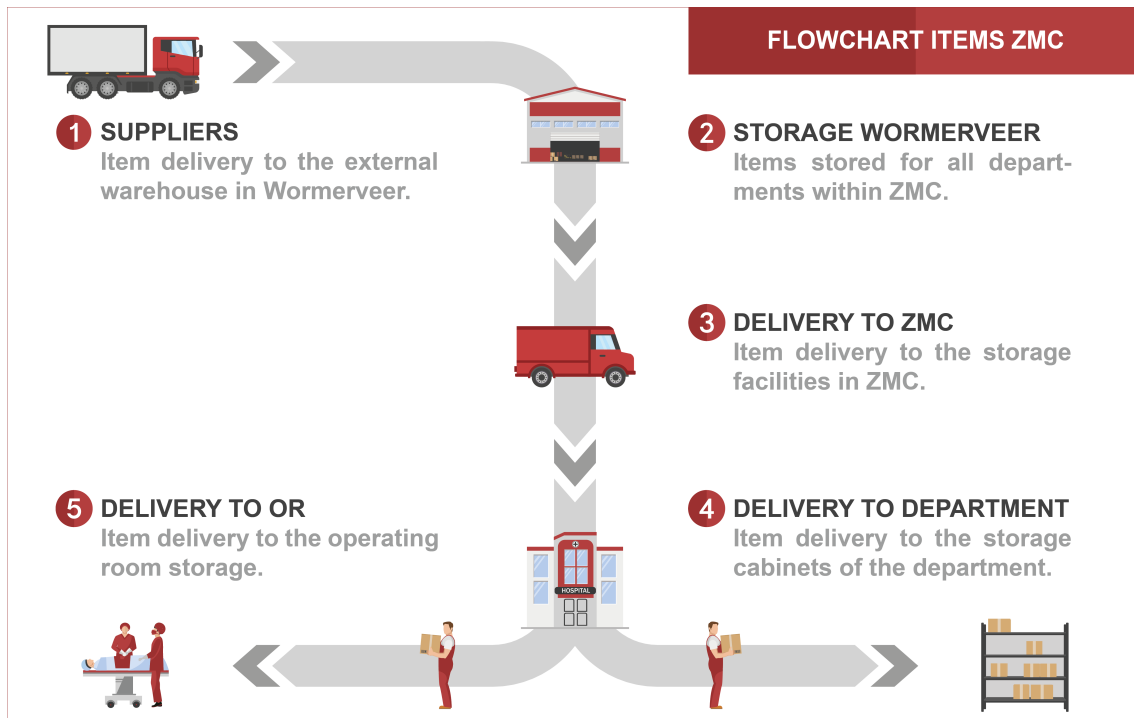 FLOWCHART ITEMS ZMC
1 SUPPLIERS
Item delivery to the external
warehouse in Wormerveer.
2 STORAGE WORMERVEER
Items stored for all depart-
ments within ZMC.
3 DELIVERY TO ZMC
Item delivery to the storage
facilities in ZMC.
5 DELIVERY TO OR
Item delivery to the operating
room storage.
4 DELIVERY TO DEPARTMENT
Item delivery to the storage
cabinets of the department.
HOSPITAL